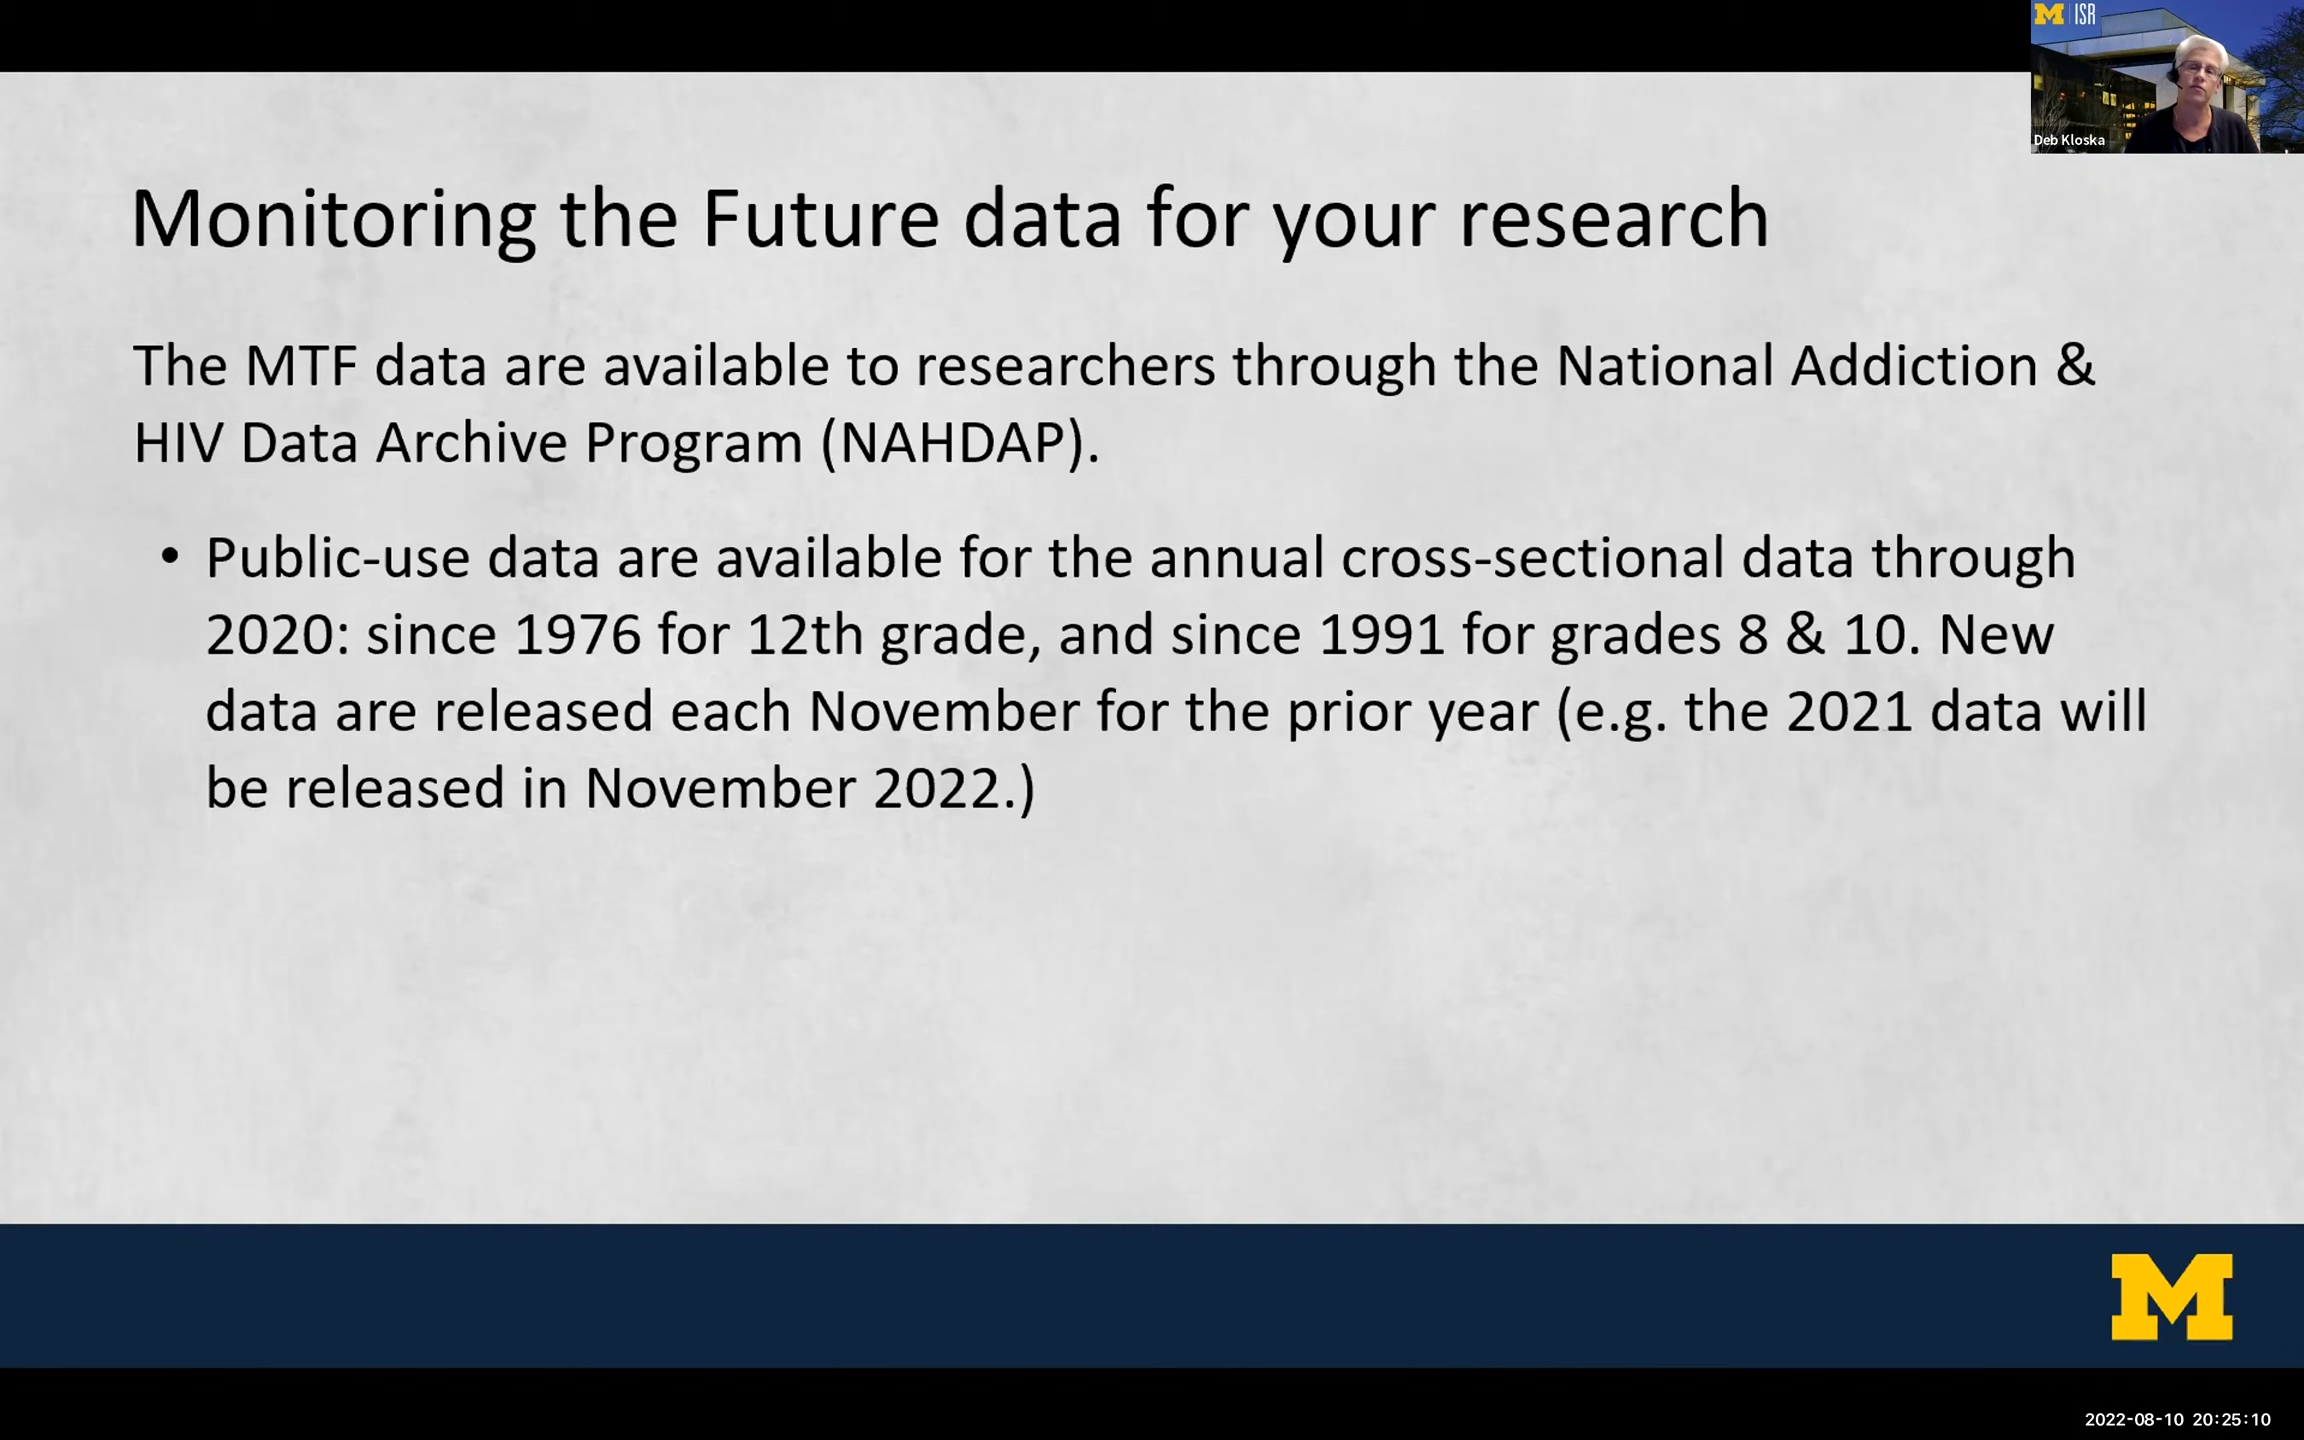 M | ISR
Deb Kloska
Monitoring the Future data for your research
The MTF data are available to researchers through the National Addiction &
HIV Data Archive Program (NAHDAP).
• Public-use data are available for the annual cross-sectional data through
2020: since 1976 for 12th grade, and since 1991 for grades 8 & 10. New
data are released each November for the prior year (e.g. the 2021 data will
be released in November 2022.)
M
2022-08-10 20:25:10